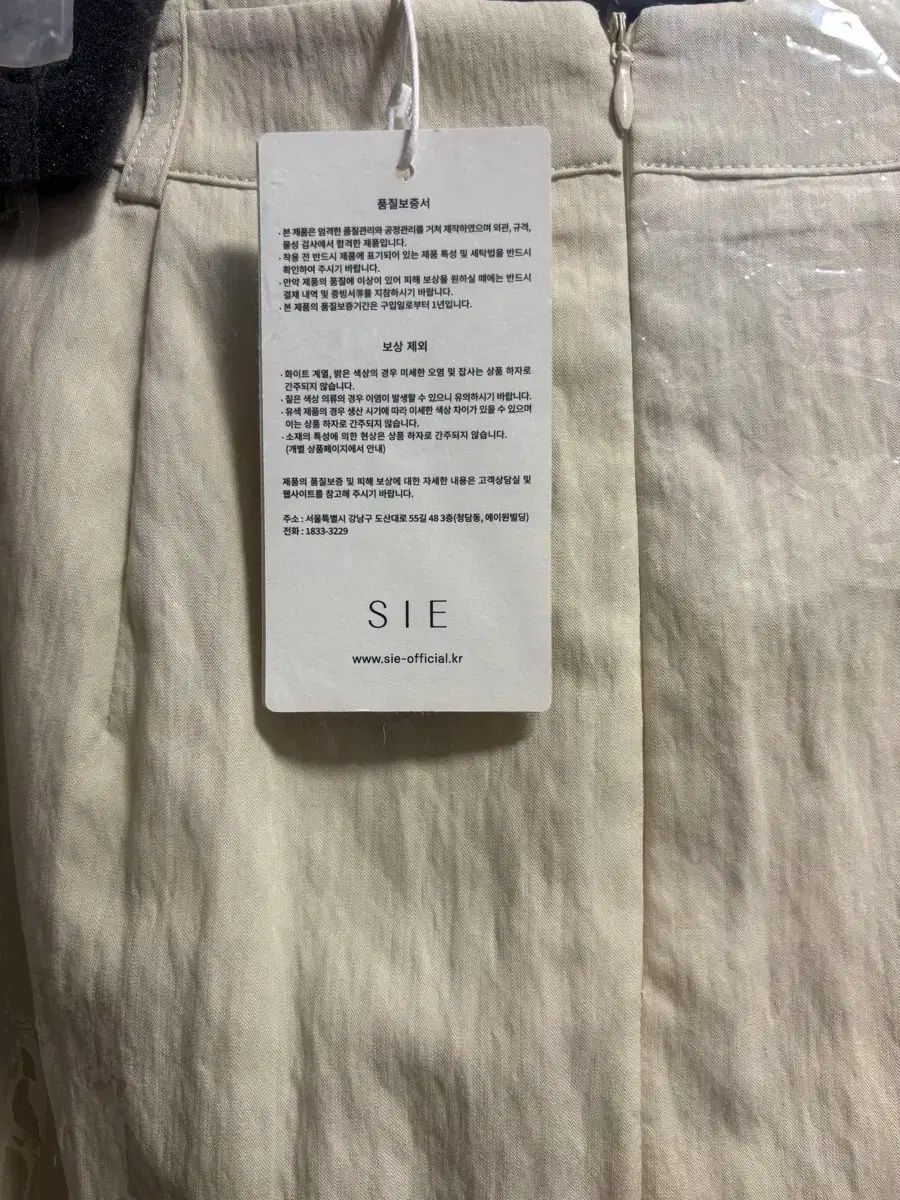 품질보증서
· 본 제품은 엄격한 품질관리와 공정관리를 거쳐 제작하였으며 외관, 규격,
물성 검사에서 합격한 제품입니다.
· 착용 전 반드시 제품에 표기되어 있는 제품 특성 및 세탁법을 반드시
확인하여 주시기 바랍니다.
· 만약 제품의 품질에 이상이 있어 피해 보상을 원하실 때에는 반드시
결제 내역 및 증빙서류를 지참하시기 바랍니다.
· 본 제품의 품질보증기간은 구입일로부터 1년입니다.
보상 제외
· 화이트 계열, 밝은 색상의 경우 미세한 오염 및 잡사는 상품 하자로
간주되지 않습니다.
· 짙은 색상 의류의 경우 이염이 발생할 수 있으니 유의하시기 바랍니다.
· 유색 제품의 경우 생산 시기에 따라 미세한 색상 차이가 있을 수 있으며
이는 상품 하자로 간주되지 않습니다.
· 소재의 특성에 의한 현상은 상품 하자로 간주되지 않습니다.
(개별 상품페이지에서 안내)
제품의 품질보증 및 피해 보상에 대한 자세한 내용은 고객상담실 및
웹사이트를 참고해 주시기 바랍니다.
주소 : 서울특별시 강남구 도산대로 55길 48 3층(청담동, 에이원빌딩)
전화 : 1833-3229
SIE
www.sie-official.kr